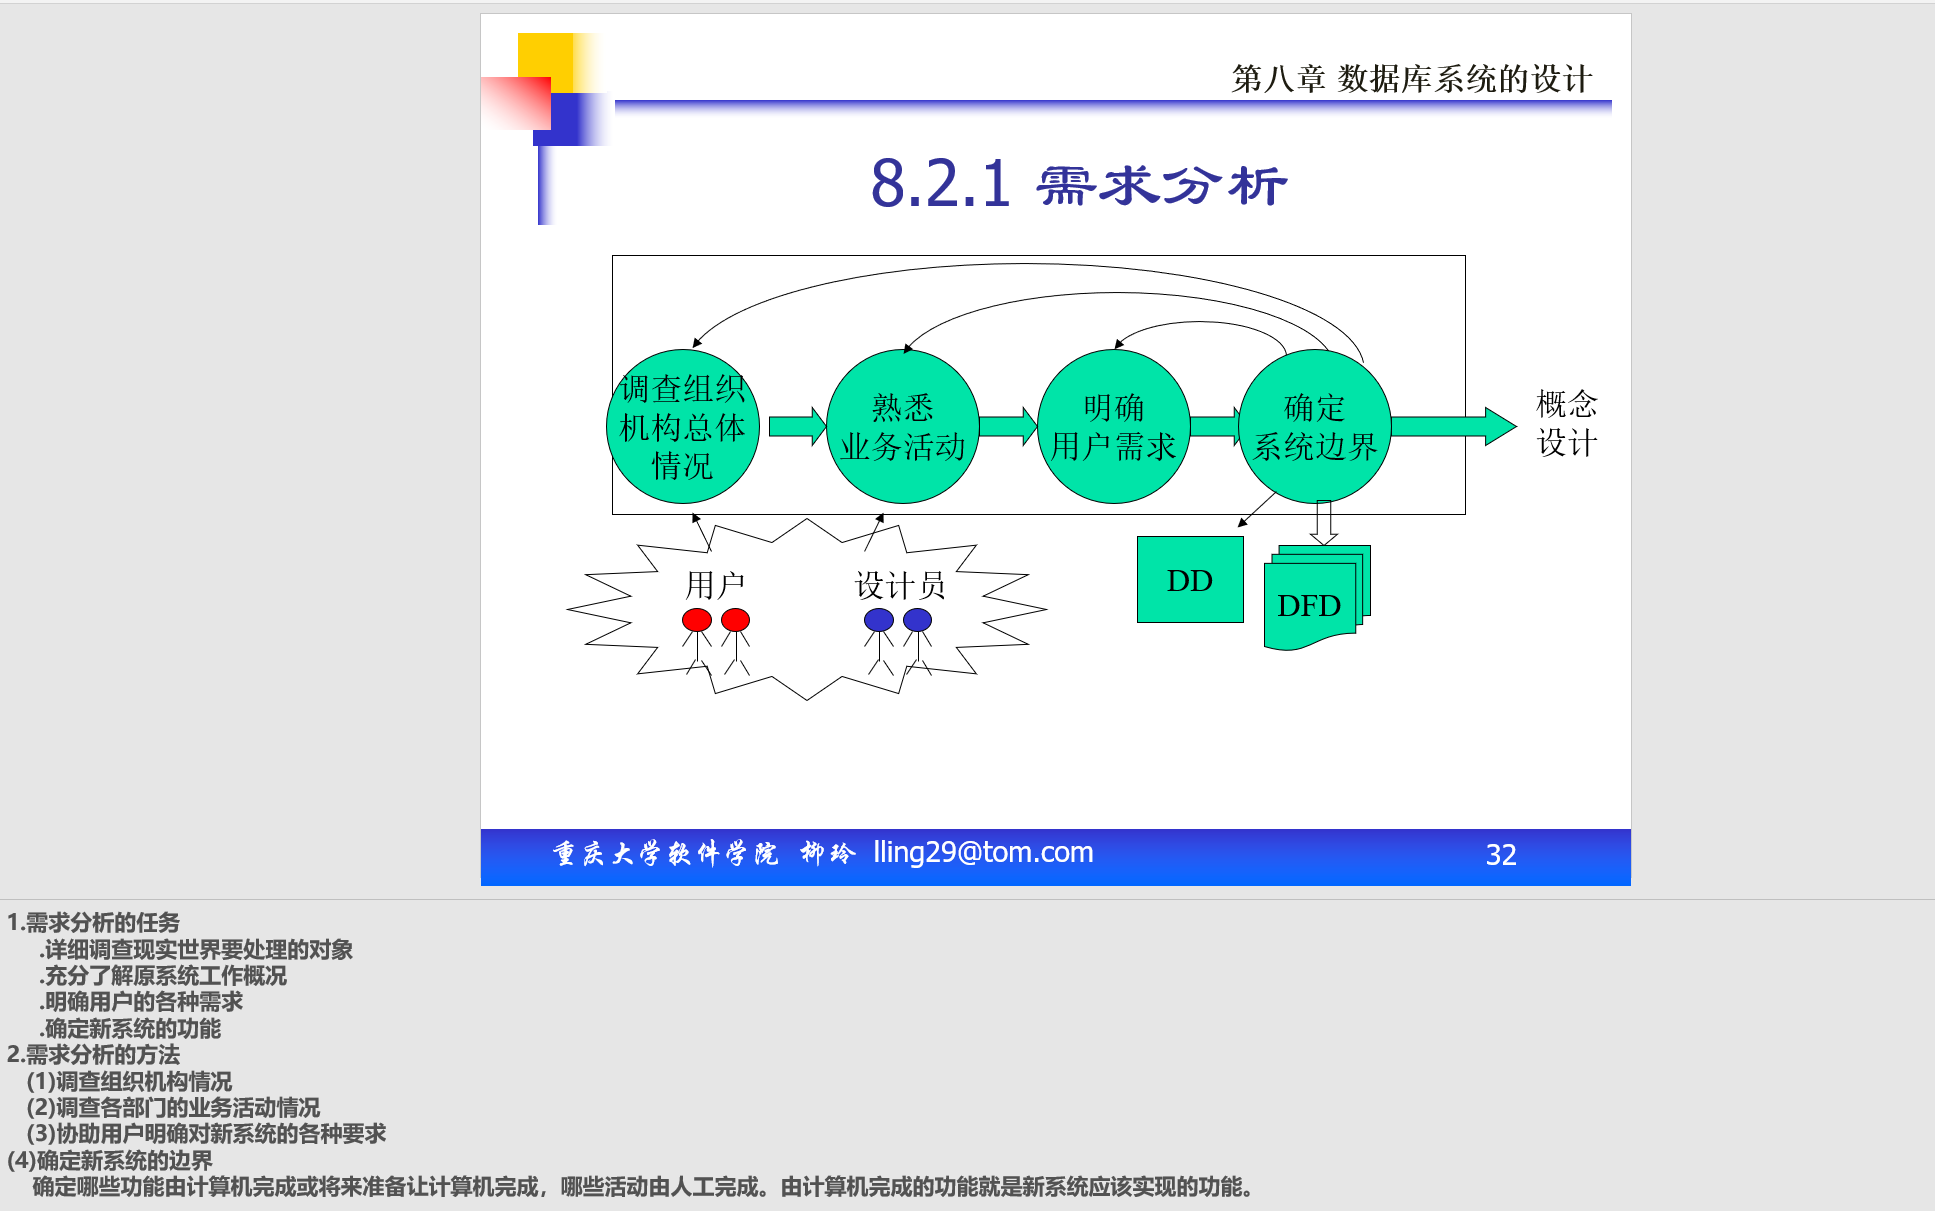 第八章 数据库系统的设计
8.2.1 需求分析
调查组织
机构总体
情况
熟悉
业务活动
明确
用户需求
确定
系统边界
概念
设计
用户
设计员
DD
DFD
重庆大学软件学院 柳玲 lling29@tom.com
32
1.需求分析的任务
.详细调查现实世界要处理的对象
.充分了解原系统工作概况
.明确用户的各种需求
.确定新系统的功能
2.需求分析的方法
(1)调查组织机构情况
(2)调查各部门的业务活动情况
(3)协助用户明确对新系统的各种要求
(4)确定新系统的边界
确定哪些功能由计算机完成或将来准备让计算机完成，哪些活动由人工完成。由计算机完成的功能就是新系统应该实现的功能。